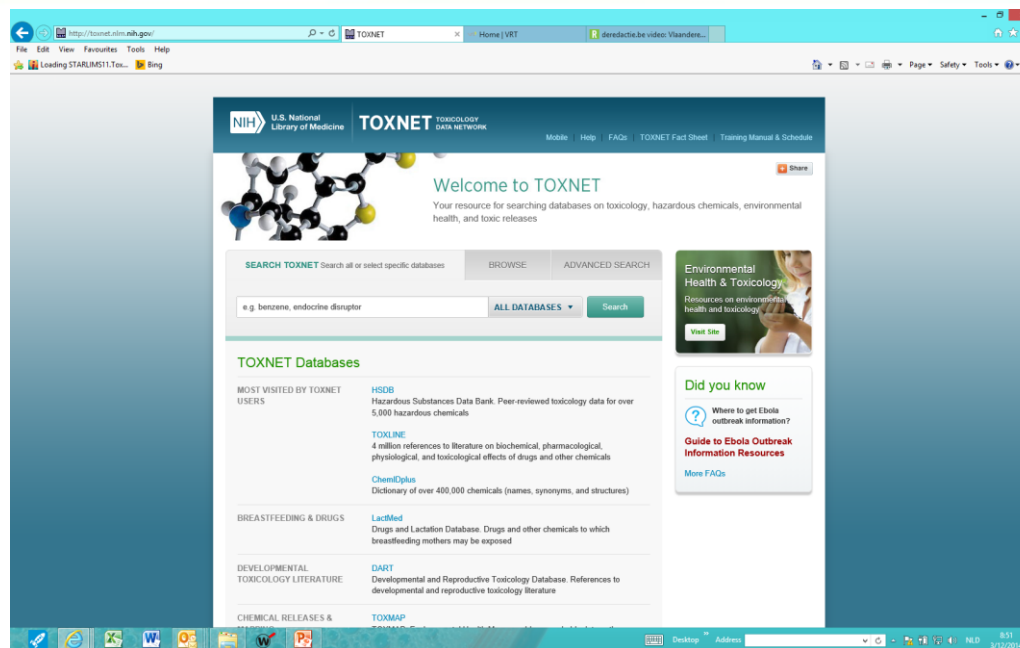 http://toxnet.nlm.nih.gov/
TOXNET
Home | VRT
deredactie.be video: Vlaandere...
File Edit View Favourites Tools Help
Loading STARLIMS11.Tox... Bing
Page Safety Tools
NIH U.S. National Library of Medicine
TOXNET TOXICOLOGY DATA NETWORK
Mobile Help FAQs TOXNET Fact Sheet Training Manual & Schedule
Share
Welcome to TOXNET
Your resource for searching databases on toxicology, hazardous chemicals, environmental
health, and toxic releases
SEARCH TOXNET Search all or select specific databases
BROWSE
ADVANCED SEARCH
e.g. benzene, endocrine disruptor
ALL DATABASES
Search
Environmental
Health & Toxicology
Resources on environmental
health and toxicology
Visit Site
TOXNET Databases
MOST VISITED BY TOXNET
USERS
HSDB
Hazardous Substances Data Bank. Peer-reviewed toxicology data for over
5,000 hazardous chemicals
TOXLINE
4 million references to literature on biochemical, pharmacological,
physiological, and toxicological effects of drugs and other chemicals
ChemIDplus
Dictionary of over 400,000 chemicals (names, synonyms, and structures)
Did you know
Where to get Ebola
outbreak information?
Guide to Ebola Outbreak
Information Resources
More FAQs
BREASTFEEDING & DRUGS
LactMed
Drugs and Lactation Database. Drugs and other chemicals to which
breastfeeding mothers may be exposed
DEVELOPMENTAL
TOXICOLOGY LITERATURE
DART
Developmental and Reproductive Toxicology Database. References to
developmental and reproductive toxicology literature
CHEMICAL RELEASES &
TOXMAP
Desktop Address
NLD
8:51